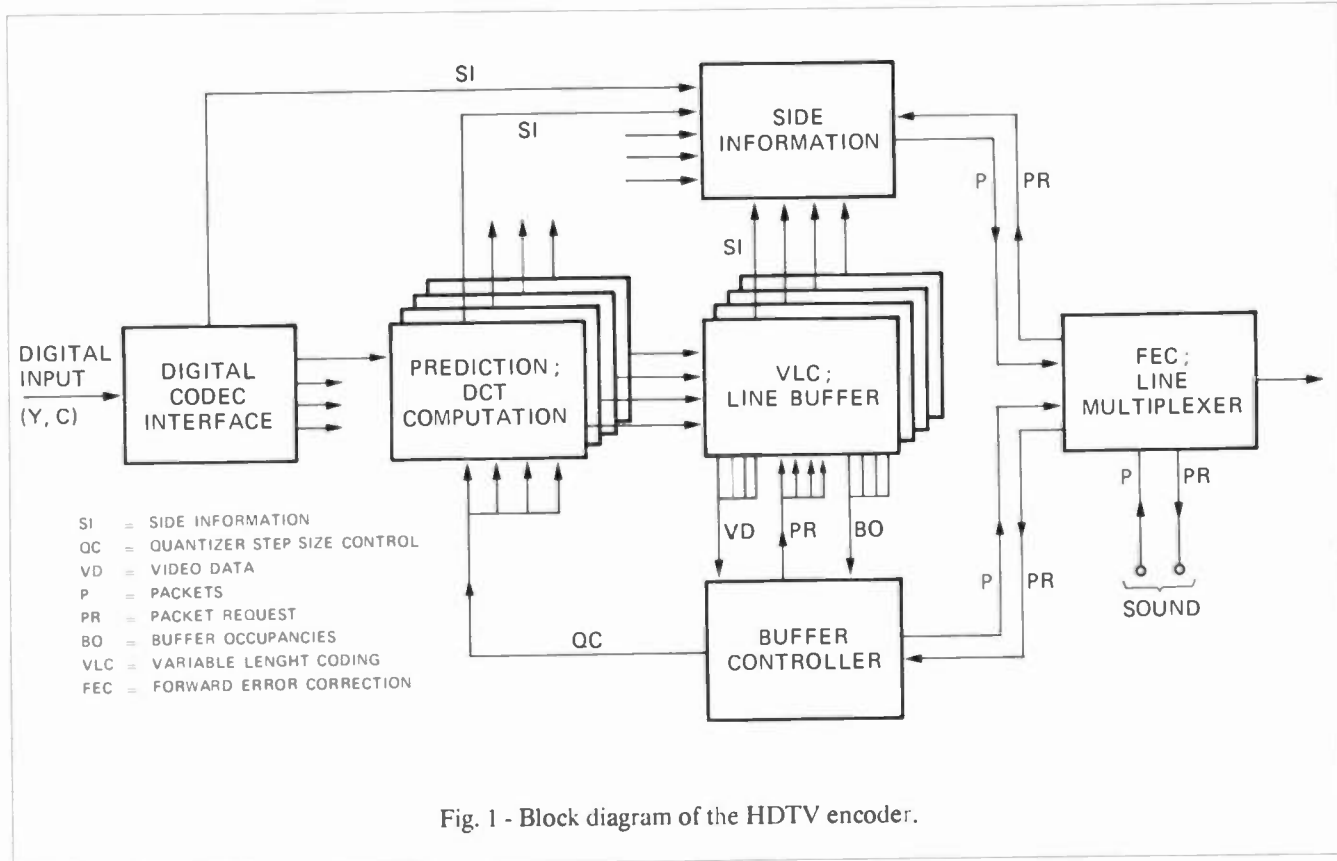 SI
SI
SIDE
INFORMATION
P
PR
SI
DIGITAL
INPUT
(Y, C)
DIGITAL
CODEC
INTERFACE
PREDICTION;
DCT
COMPUTATION
VLC;
LINE BUFFER
FEC;
LINE
MULTIPLEXER
VD
PR
BO
P
PR
P
PR
SOUND
QC
BUFFER
CONTROLLER
SI = SIDE INFORMATION
QC = QUANTIZER STEP SIZE CONTROL
VD = VIDEO DATA
P = PACKETS
PR = PACKET REQUEST
BO = BUFFER OCCUPANCIES
VLC = VARIABLE LENGHT CODING
FEC = FORWARD ERROR CORRECTION
Fig. 1 - Block diagram of the HDTV encoder.